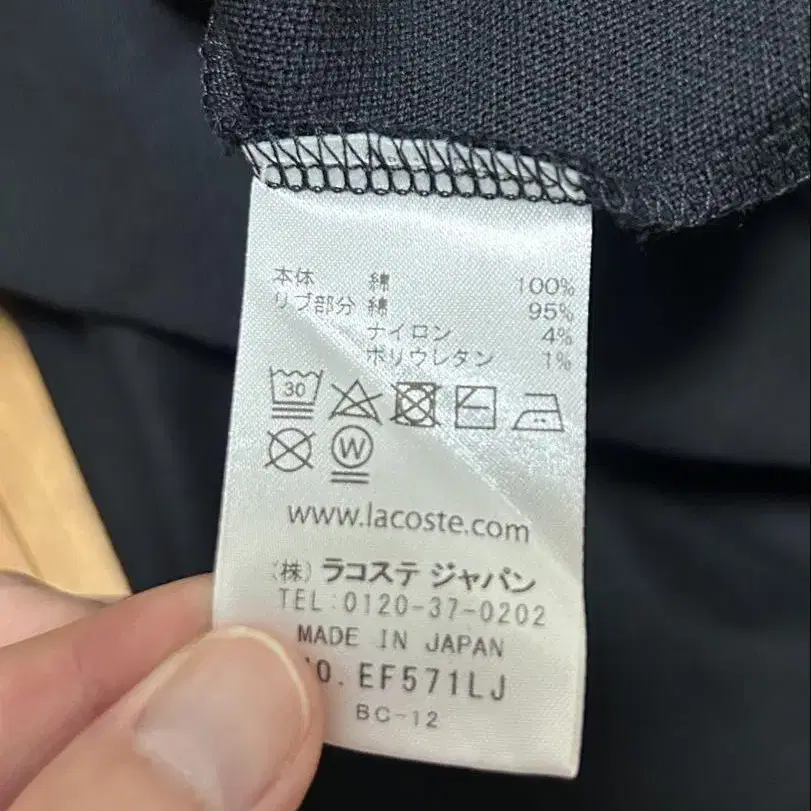 本体 綿 100%
リブ部分 綿 95%
ナイロン 4%
ポリウレタン 1%
30
W
www.lacoste.com
(株) ラコステ ジャパン
TEL:0120-37-0202
MADE IN JAPAN
O. EF571LJ
BC-12